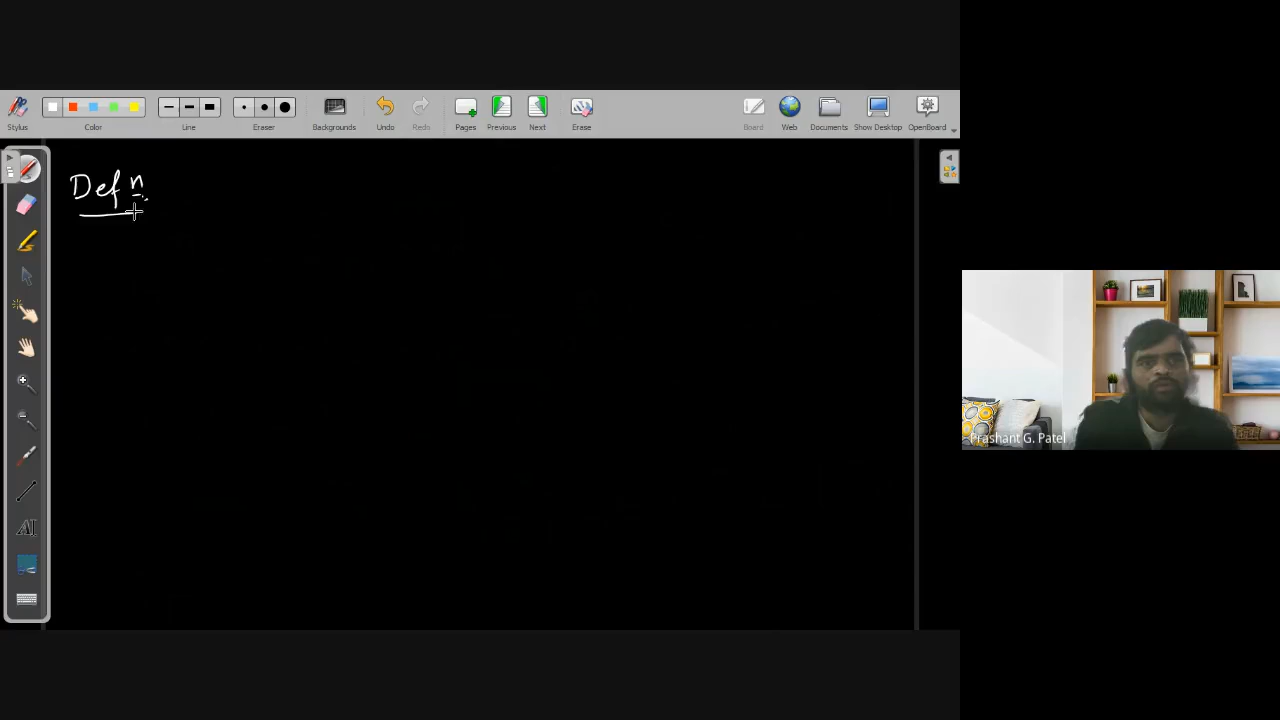 Stylus Color Line Eraser Backgrounds Undo Redo Pages Previous Next Erase Board Web Documents Show Desktop OpenBoard
Defn.
AI
Prashant G. Patel